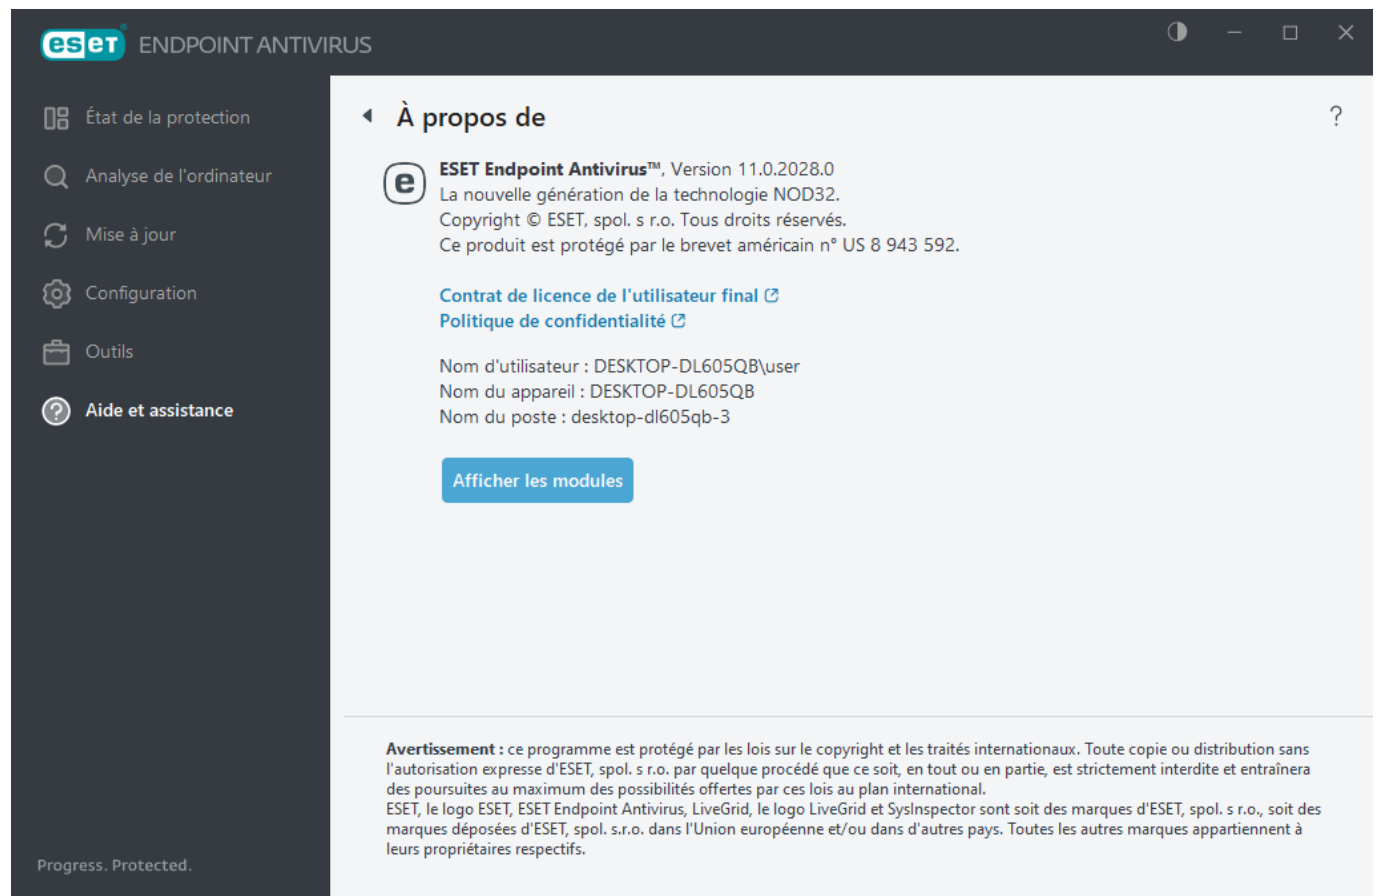 eset ENDPOINT ANTIVIRUS
État de la protection
Analyse de l'ordinateur
Mise à jour
Configuration
Outils
Aide et assistance
Progress. Protected.
À propos de
?
e
ESET Endpoint Antivirus™, Version 11.0.2028.0
La nouvelle génération de la technologie NOD32.
Copyright © ESET, spol. s r.o. Tous droits réservés.
Ce produit est protégé par le brevet américain n° US 8 943 592.
Contrat de licence de l'utilisateur final
Politique de confidentialité
Nom d'utilisateur : DESKTOP-DL605QB\user
Nom du appareil : DESKTOP-DL605QB
Nom du poste : desktop-dl605qb-3
Afficher les modules
Avertissement : ce programme est protégé par les lois sur le copyright et les traités internationaux. Toute copie ou distribution sans
l'autorisation expresse d'ESET, spol. s r.o. par quelque procédé que ce soit, en tout ou en partie, est strictement interdite et entraînera
des poursuites au maximum des possibilités offertes par ces lois au plan international.
ESET, le logo ESET, ESET Endpoint Antivirus, LiveGrid, le logo LiveGrid et SysInspector sont soit des marques d'ESET, spol. s r.o., soit des
marques déposées d'ESET, spol. s.r.o. dans l'Union européenne et/ou dans d'autres pays. Toutes les autres marques appartiennent à
leurs propriétaires respectifs.